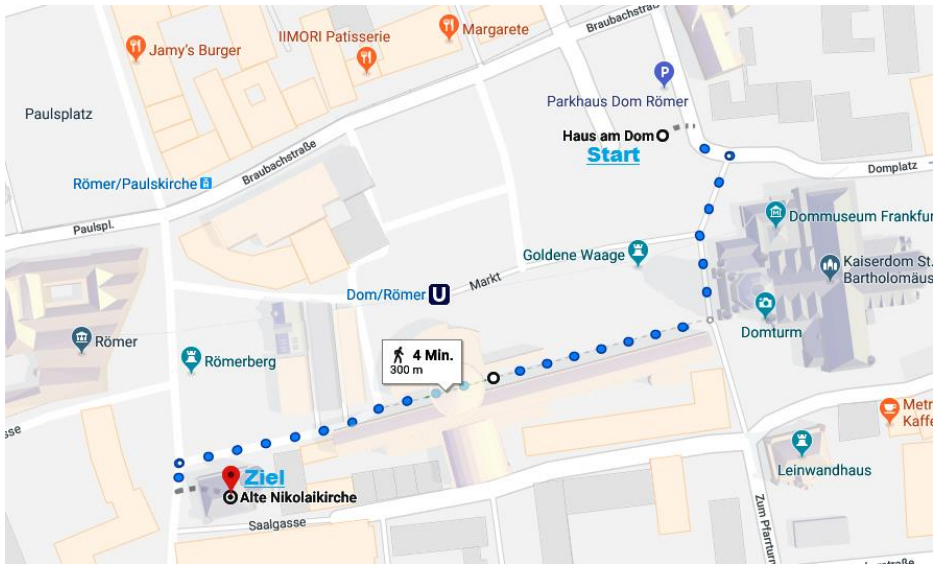 Braubachstraße
Margarete
IIMORI Patisserie
Jamy's Burger
P
Parkhaus Dom Römer
Paulsplatz
Haus am Dom
Start
Domplatz
Braubachstraße
Römer/Paulskirche
Paulspl.
Dommuseum Frankfur
Goldene Waage
Kaiserdom St.
Bartholomäus
Markt
Dom/Römer
U
Domturm
Römer
4 Min.
300 m
Römerberg
Metr
Kaffe
sse
Leinwandhaus
Ziel
Alte Nikolaikirche
Saalgasse
Zum Pfarrturm